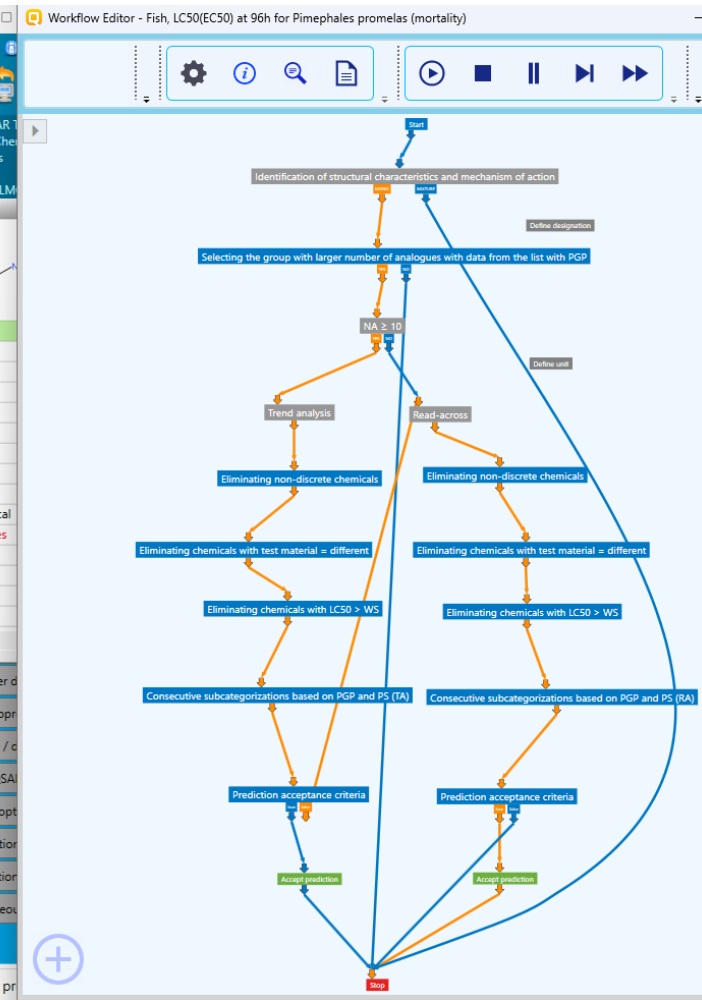 Workflow Editor - Fish, LC50(EC50) at 96h for Pimephales promelas (mortality)
Start
Identification of structural characteristics and mechanism of action
MIXTURE
Define designation
Selecting the group with larger number of analogues with data from the list with PGP
YES
NO
NA ≥ 10
YES
NO
Define unit
Trend analysis
Read-across
Eliminating non-discrete chemicals
Eliminating non-discrete chemicals
Eliminating chemicals with test material = different
Eliminating chemicals with test material = different
Eliminating chemicals with LC50 > WS
Eliminating chemicals with LC50 > WS
Consecutive subcategorizations based on PGP and PS (TA)
Consecutive subcategorizations based on PGP and PS (RA)
Prediction acceptance criteria
Prediction acceptance criteria
Accept prediction
Accept prediction
Stop